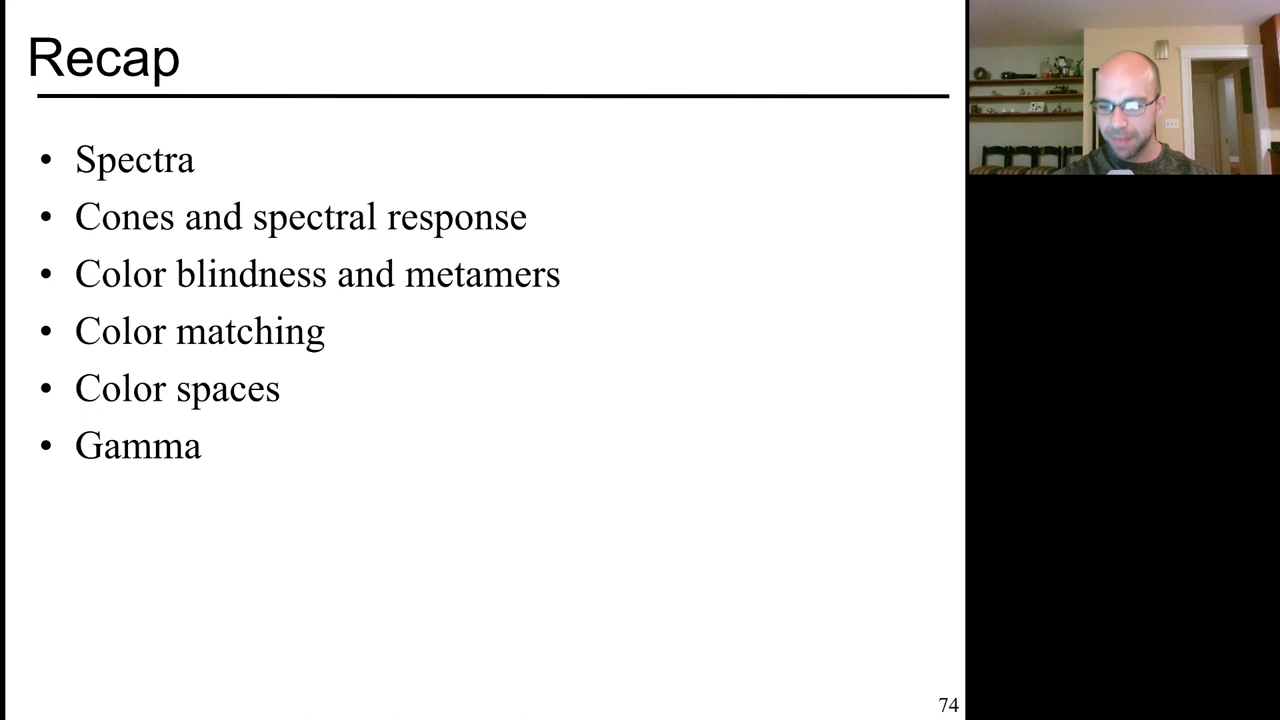 Recap
• Spectra
• Cones and spectral response
• Color blindness and metamers
• Color matching
• Color spaces
• Gamma
74